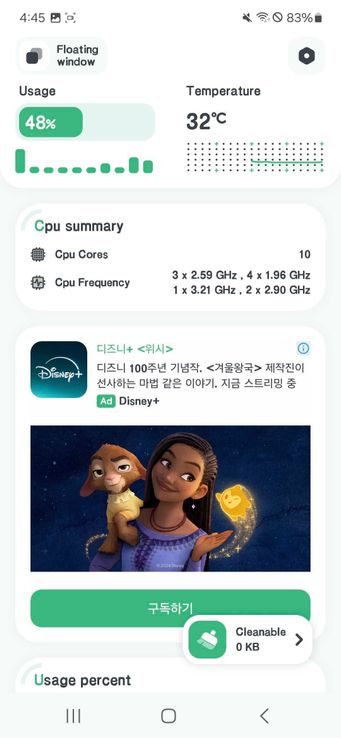 4:45
83%
Floating
window
Usage
Temperature
48%
32°C
Cpu summary
Cpu Cores
10
Cpu Frequency
3 x 2.59 GHz , 4 x 1.96 GHz
1 x 3.21 GHz , 2 x 2.90 GHz
Disney+
디즈니+ <위시>
디즈니 100주년 기념작. <겨울왕국> 제작진이
선사하는 마법 같은 이야기. 지금 스트리밍 중
Ad Disney+
© 2024 Disney
구독하기
Cleanable
0 KB
Usage percent